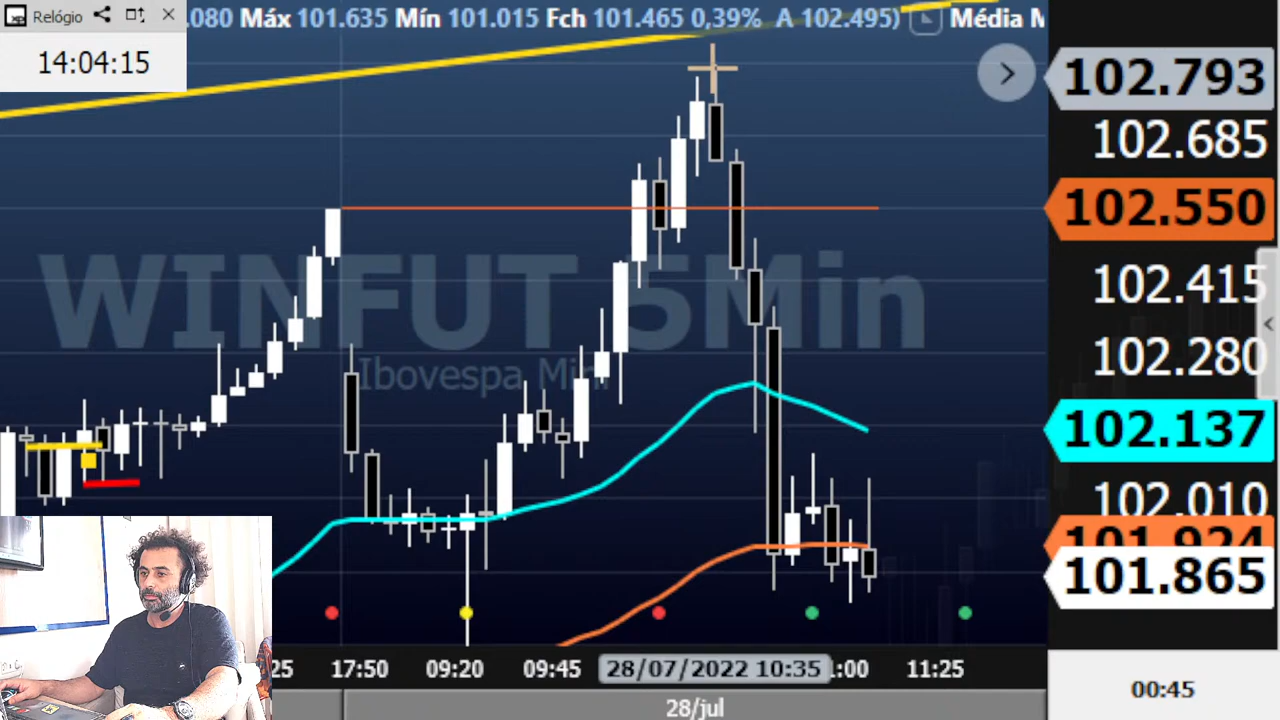 Relógio
.080 Máx 101.635 Mín 101.015 Fch 101.465 0,39% A 102.495)
Média M
14:04:15
102.793
102.685
102.550
WINFUT 5Min
Ibovespa Mini
102.415
102.280
102.137
102.010
101.924
101.865
25 17:50 09:20 09:45 28/07/2022 10:35 1:00 11:25
00:45
28/jul